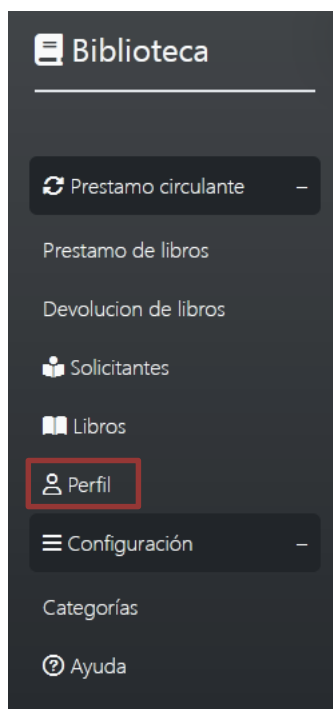 Biblioteca
Prestamo circulante –
Prestamo de libros
Devolucion de libros
Solicitantes
Libros
Perfil
Configuración –
Categorías
Ayuda